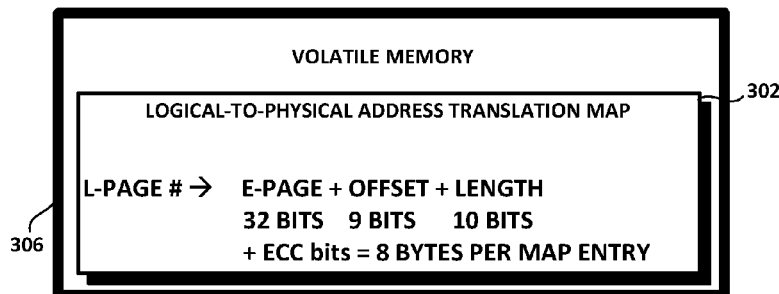 VOLATILE MEMORY
302
LOGICAL-TO-PHYSICAL ADDRESS TRANSLATION MAP
L-PAGE # → E-PAGE + OFFSET + LENGTH
32 BITS 9 BITS 10 BITS
306
+ ECC bits = 8 BYTES PER MAP ENTRY